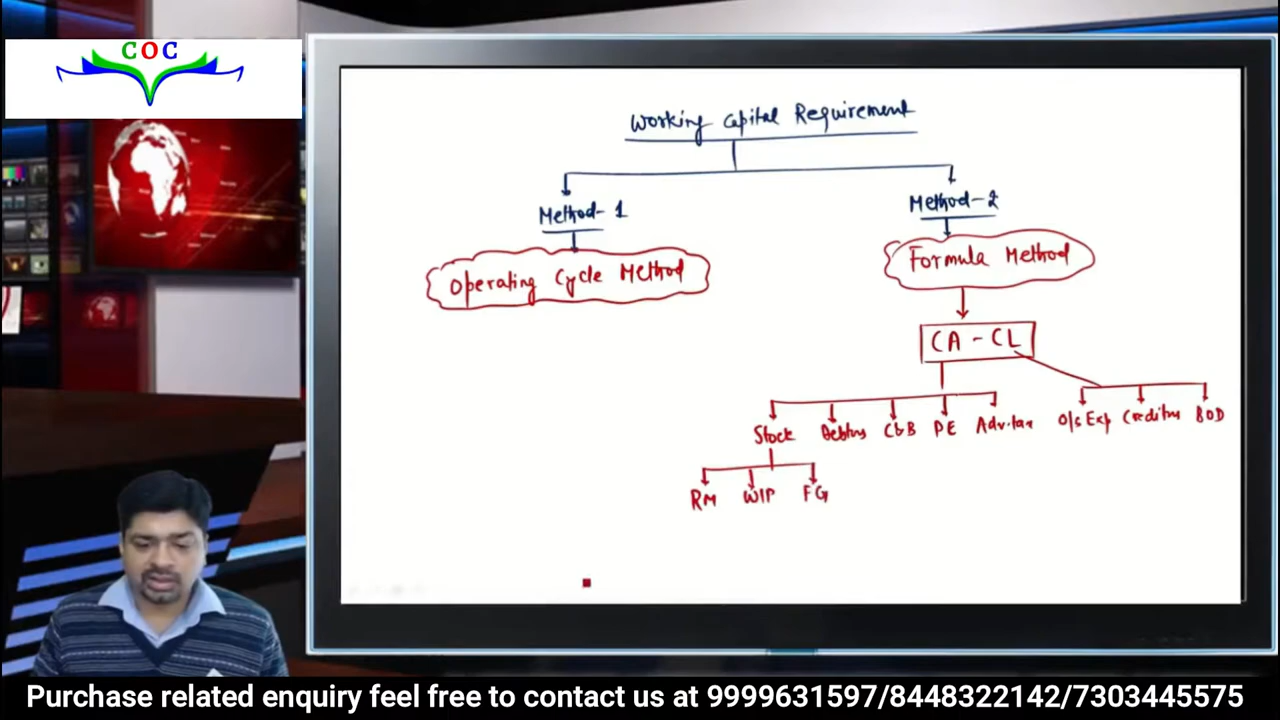 COC
Working Capital Requirement
Method-1
Method-2
Operating Cycle Method
Formula Method
CA - CL
Stock Debtors C&B PE Adv.tax O/s Exp Creditors BOD
RM WIP FG
Purchase related enquiry feel free to contact us at 9999631597/8448322142/7303445575